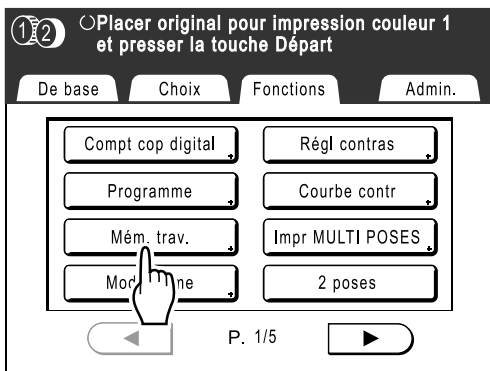 12 Placer original pour impression couleur 1
et presser la touche Départ
De base Choix Fonctions Admin.
Compt cop digital Régl contras
Programme Courbe contr
Mém. trav. Impr MULTI POSES
2 poses
P. 1/5